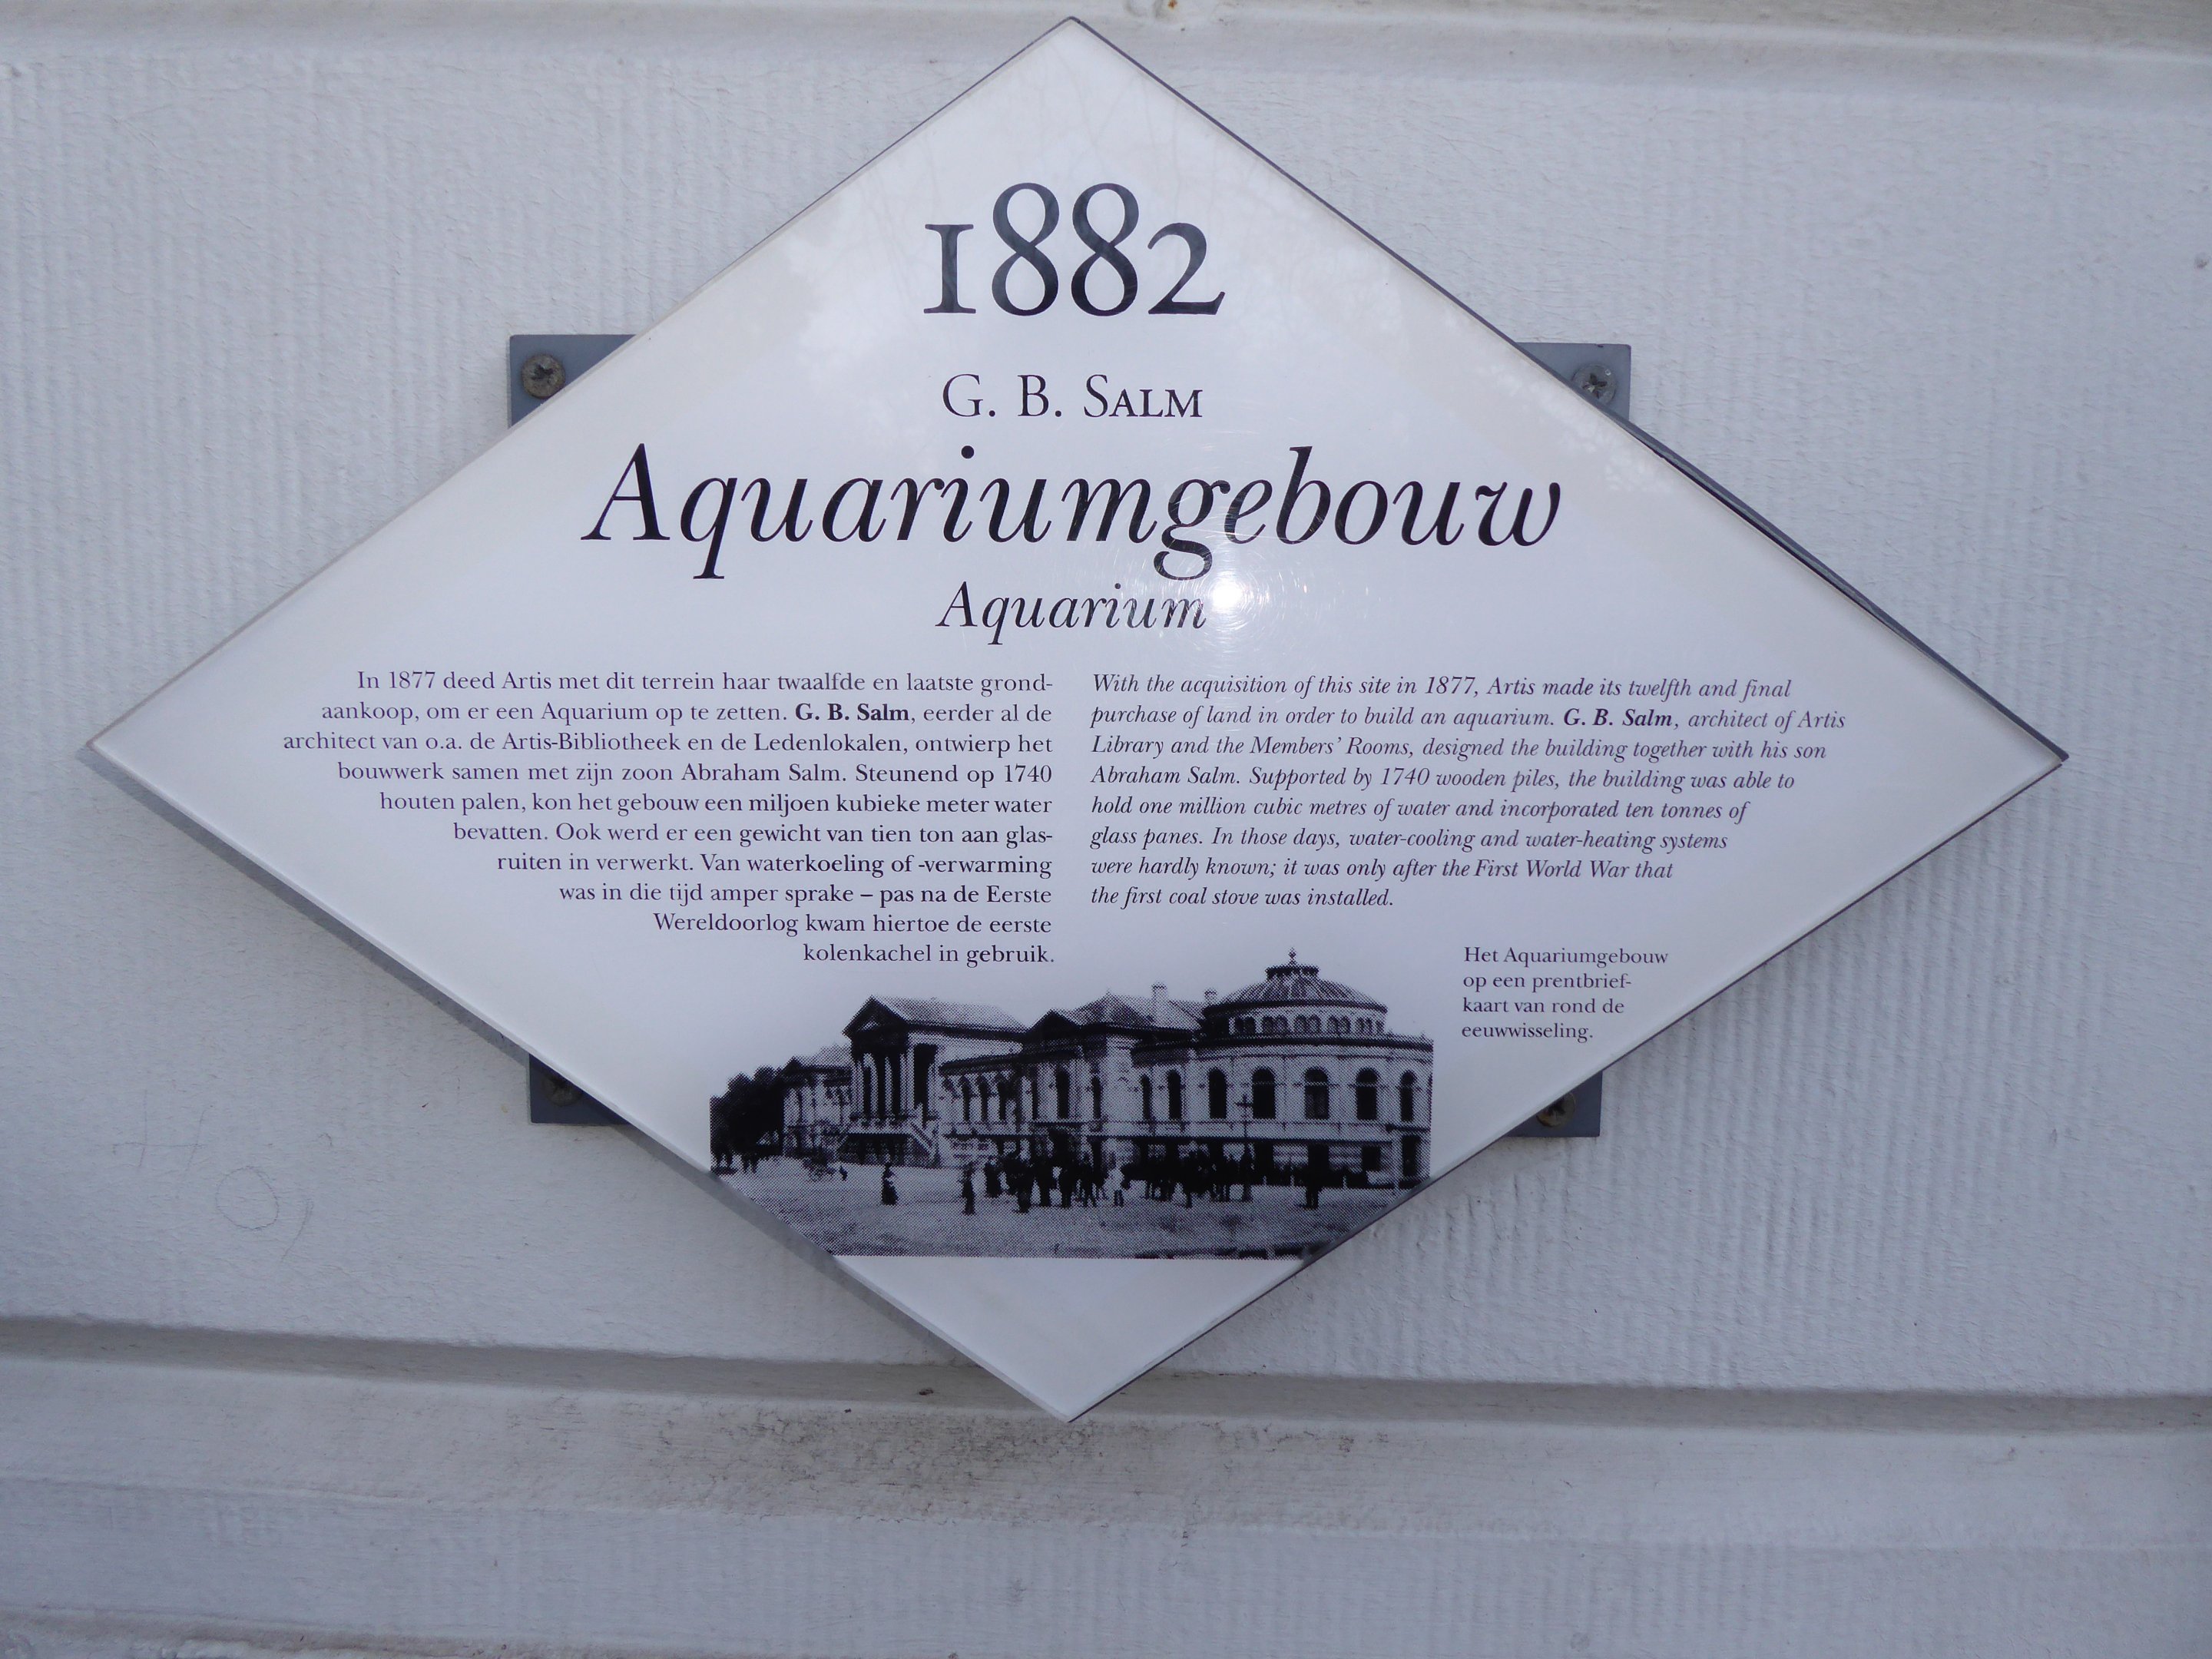 1882
G. B. SALM
Aquariumgebouw
Aquarium
In 1877 deed Artis met dit terrein haar twaalfde en laatste grond-
aankoop, om er een Aquarium op te zetten. G. B. Salm, eerder al de
architect van o.a. de Artis-Bibliotheek en de Ledenlokalen, ontwierp het
bouwwerk samen met zijn zoon Abraham Salm. Steunend op 1740
houten palen, kon het gebouw een miljoen kubieke meter water
bevatten. Ook werd er een gewicht van tien ton aan glas-
ruiten in verwerkt. Van waterkoeling of -verwarming
was in die tijd amper sprake – pas na de Eerste
Wereldoorlog kwam hiertoe de eerste
kolenkachel in gebruik.
With the acquisition of this site in 1877, Artis made its twelfth and final
purchase of land in order to build an aquarium. G. B. Salm, architect of Artis
Library and the Members' Rooms, designed the building together with his son
Abraham Salm. Supported by 1740 wooden piles, the building was able to
hold one million cubic metres of water and incorporated ten tonnes of
glass panes. In those days, water-cooling and water-heating systems
were hardly known; it was only after the First World War that
the first coal stove was installed.
Het Aquariumgebouw
op een prentbrief-
kaart van rond de
eeuwwisseling.